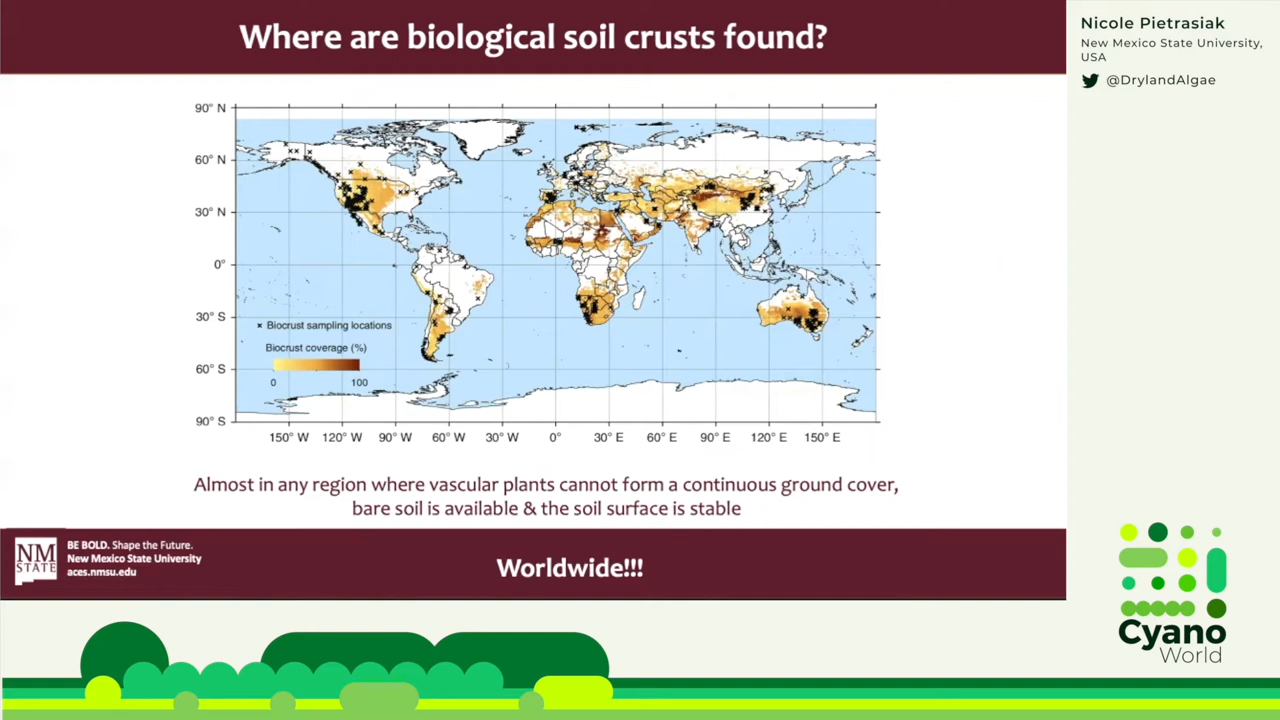 Where are biological soil crusts found?
Nicole Pietrasiak
New Mexico State University,
USA
@DrylandAlgae
90° N
60° N
30° N
0°
30° S
60° S
90° S
× Biocrust sampling locations
Biocrust coverage (%)
0 100
150° W 120° W 90° W 60° W 30° W 0° 30° E 60° E 90° E 120° E 150° E
Almost in any region where vascular plants cannot form a continuous ground cover,
bare soil is available & the soil surface is stable
NM
STATE
BE BOLD. Shape the Future.
New Mexico State University
aces.nmsu.edu
Worldwide!!!
Cyano
World